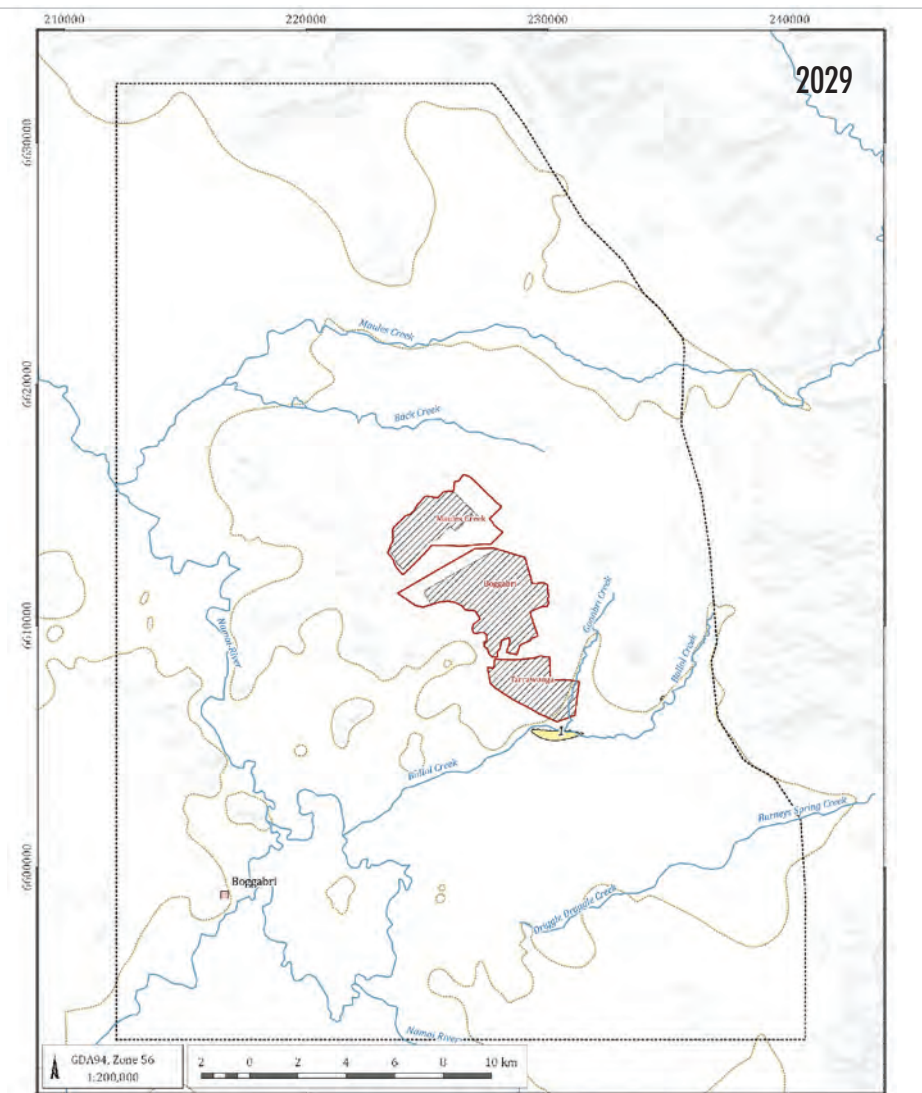 210000
220000
230000
240000
2029
6630000
Maules Creek
6620000
Back Creek
Maules Creek
Boggabri
Goonbri Creek
6610000
Namoi River
Bollol Creek
Tarrawonga
1
Bollol Creek
Burneys Spring Creek
6600000
Boggabri
Driggle Draggle Creek
Namoi River
GDA94, Zone 56
1:200,000
2 0 2 4 6 8 10 km